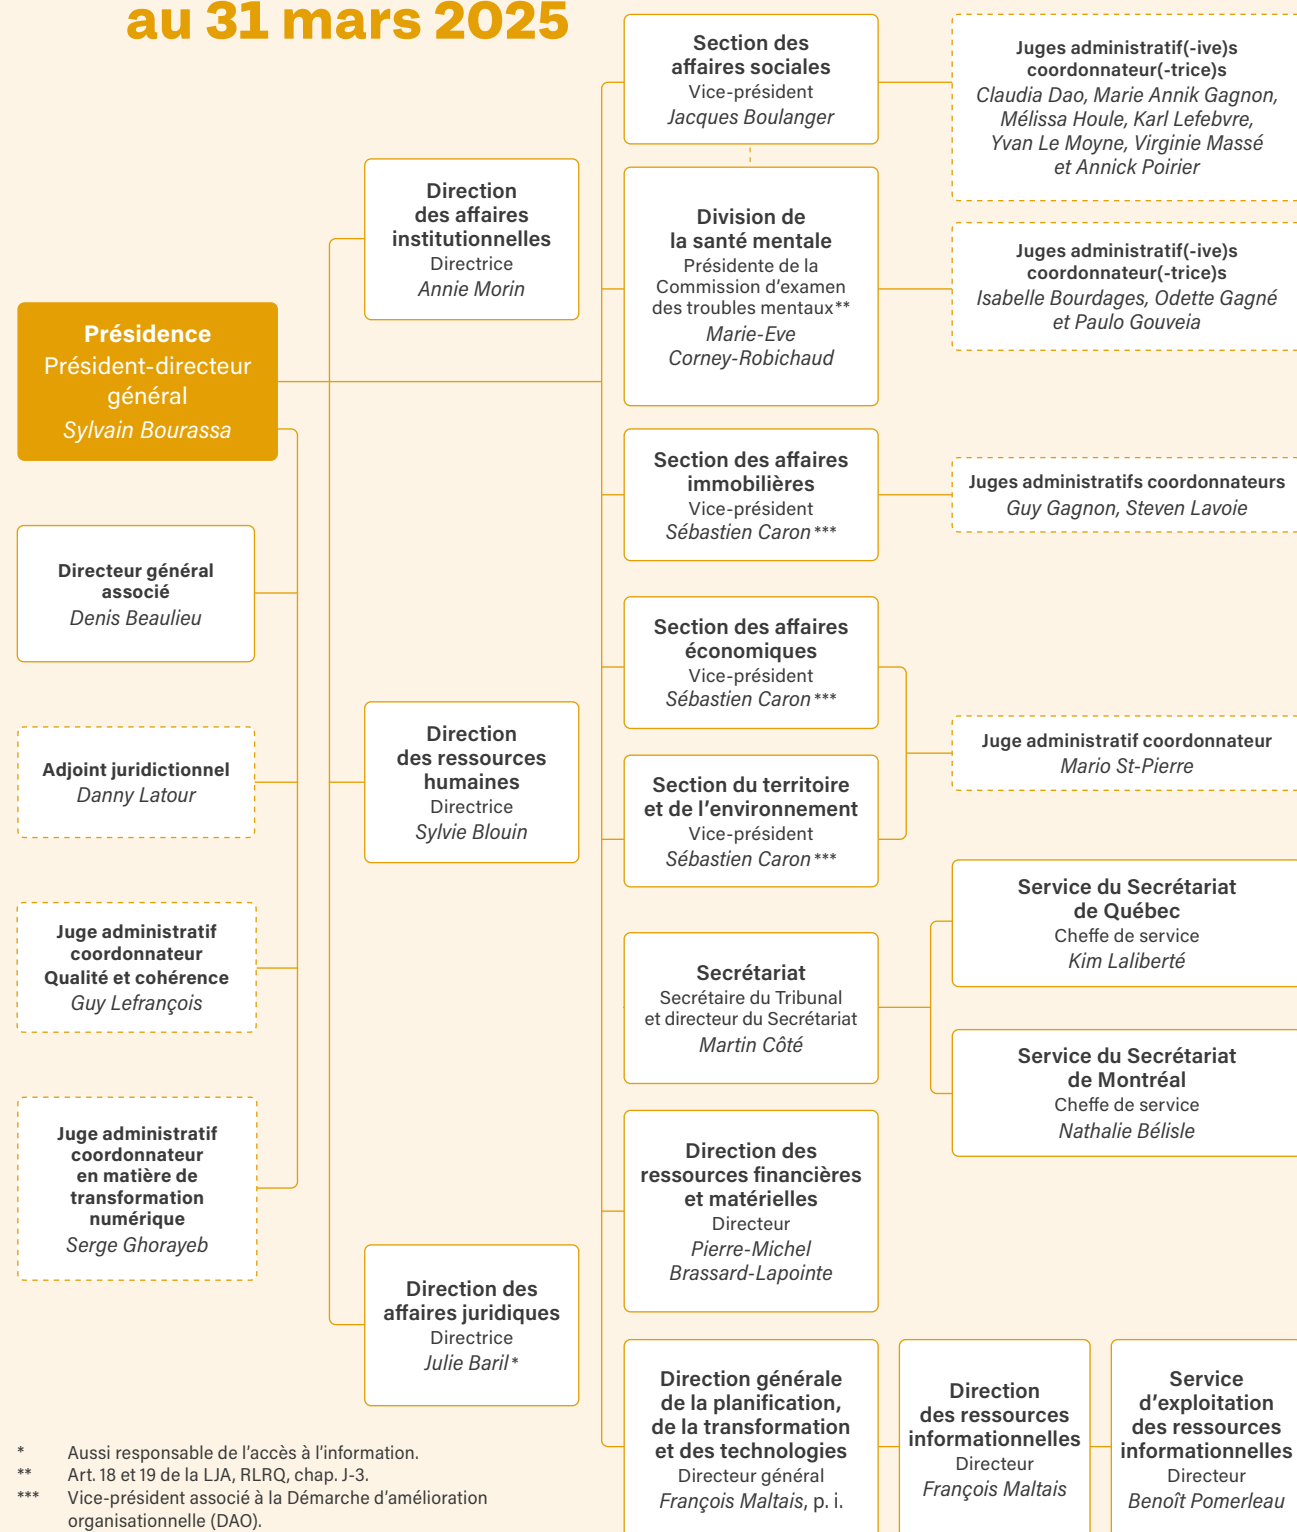 au 31 mars 2025
Présidence
Président-directeur
général
Sylvain Bourassa
Directeur général
associé
Denis Beaulieu
Adjoint juridictionnel
Danny Latour
Juge administratif
coordonnateur
Qualité et cohérence
Guy Lefrançois
Juge administratif
coordonnateur
en matière de
transformation
numérique
Serge Ghorayeb
Direction
des affaires
institutionnelles
Directrice
Annie Morin
Direction
des ressources
humaines
Directrice
Sylvie Blouin
Direction des
affaires juridiques
Directrice
Julie Baril*
Section des
affaires sociales
Vice-président
Jacques Boulanger
Division de
la santé mentale
Présidente de la
Commission d'examen
des troubles mentaux**
Marie-Eve
Corney-Robichaud
Section des affaires
immobilières
Vice-président
Sébastien Caron***
Section des affaires
économiques
Vice-président
Sébastien Caron***
Section du territoire
et de l'environnement
Vice-président
Sébastien Caron***
Secrétariat
Secrétaire du Tribunal
et directeur du Secrétariat
Martin Côté
Direction des
ressources financières
et matérielles
Directeur
Pierre-Michel
Brassard-Lapointe
Direction générale
de la planification,
de la transformation
et des technologies
Directeur général
François Maltais, p. i.
Juges administratif(-ive)s
coordonnateur(-trice)s
Claudia Dao, Marie Annik Gagnon,
Mélissa Houle, Karl Lefebvre,
Yvan Le Moyne, Virginie Massé
et Annick Poirier
Juges administratif(-ive)s
coordonnateur(-trice)s
Isabelle Bourdages, Odette Gagné
et Paulo Gouveia
Juges administratifs coordonnateurs
Guy Gagnon, Steven Lavoie
Juge administratif coordonnateur
Mario St-Pierre
Service du Secrétariat
de Québec
Cheffe de service
Kim Laliberté
Service du Secrétariat
de Montréal
Cheffe de service
Nathalie Bélisle
Direction
des ressources
informationnelles
Directeur
François Maltais
Service
d'exploitation
des ressources
informationnelles
Directeur
Benoît Pomerleau
* Aussi responsable de l'accès à l'information.
** Art. 18 et 19 de la LJA, RLRQ, chap. J-3.
*** Vice-président associé à la Démarche d'amélioration
organisationnelle (DAO).